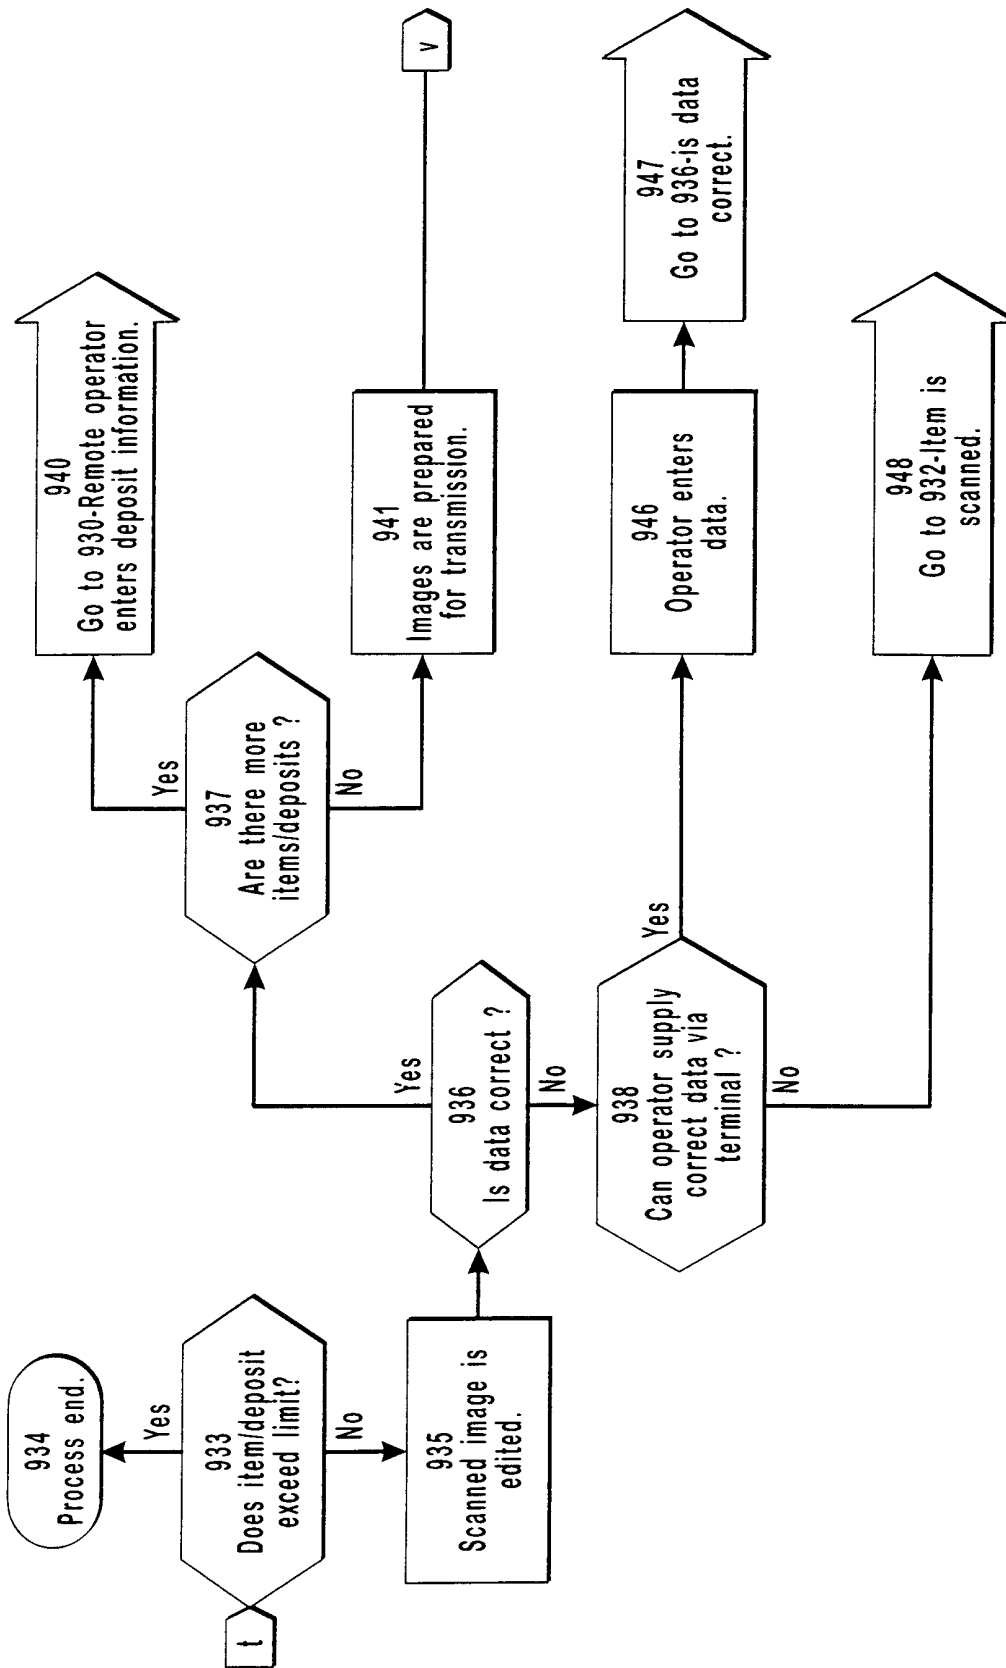 t
934
Process end.
Yes
933
Does item/deposit
exceed limit?
No
935
Scanned image is
edited.
936
Is data correct ?
Yes
No
937
Are there more
items/deposits ?
Yes
No
940
Go to 930-Remote operator
enters deposit information.
941
Images are prepared
for transmission.
v
938
Can operator supply
correct data via
terminal ?
Yes
No
946
Operator enters
data.
947
Go to 936-is data
correct.
948
Go to 932-Item is
scanned.